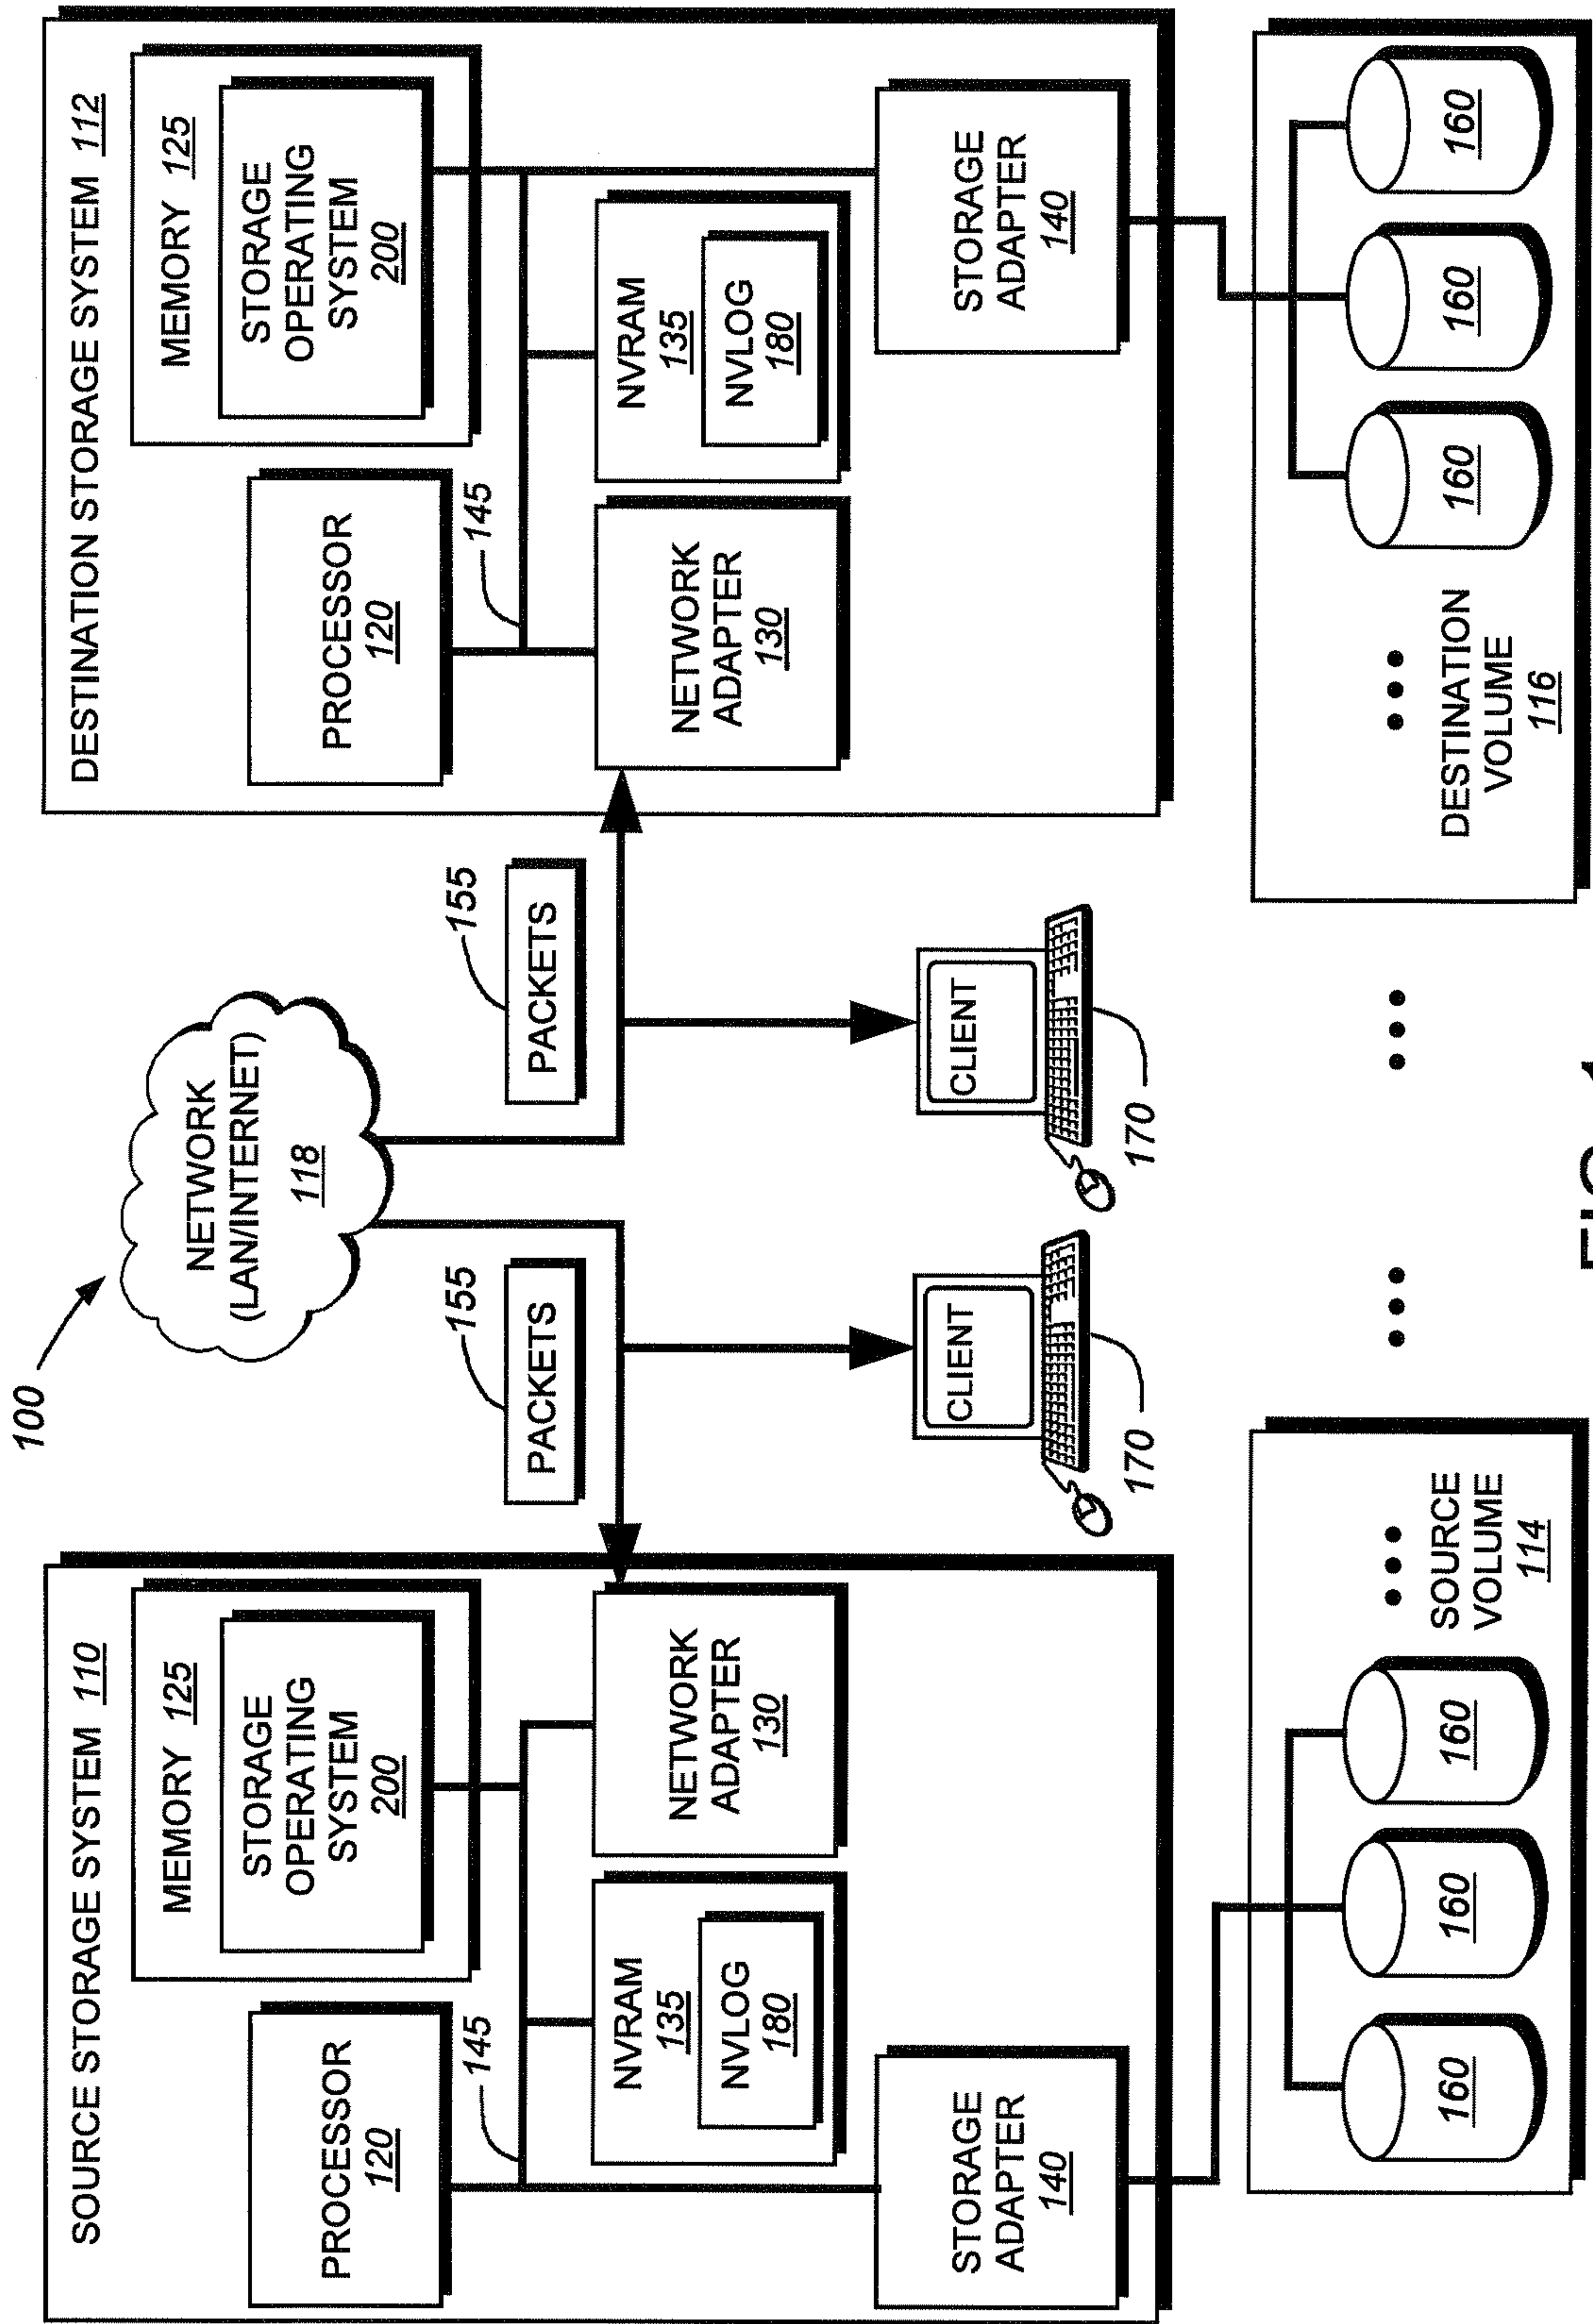 100
NETWORK
(LAN/INTERNET)
118
SOURCE STORAGE SYSTEM 110
MEMORY 125
STORAGE
OPERATING
SYSTEM
200
PROCESSOR
120
145
NVRAM
135
NVLOG
180
NETWORK
ADAPTER
130
STORAGE
ADAPTER
140
PACKETS
155
PACKETS
155
CLIENT
170
CLIENT
170
DESTINATION STORAGE SYSTEM 112
MEMORY 125
STORAGE
OPERATING
SYSTEM
200
PROCESSOR
120
145
NETWORK
ADAPTER
130
NVRAM
135
NVLOG
180
STORAGE
ADAPTER
140
160
160
160
SOURCE
VOLUME
114
DESTINATION
VOLUME
116
160
160
160